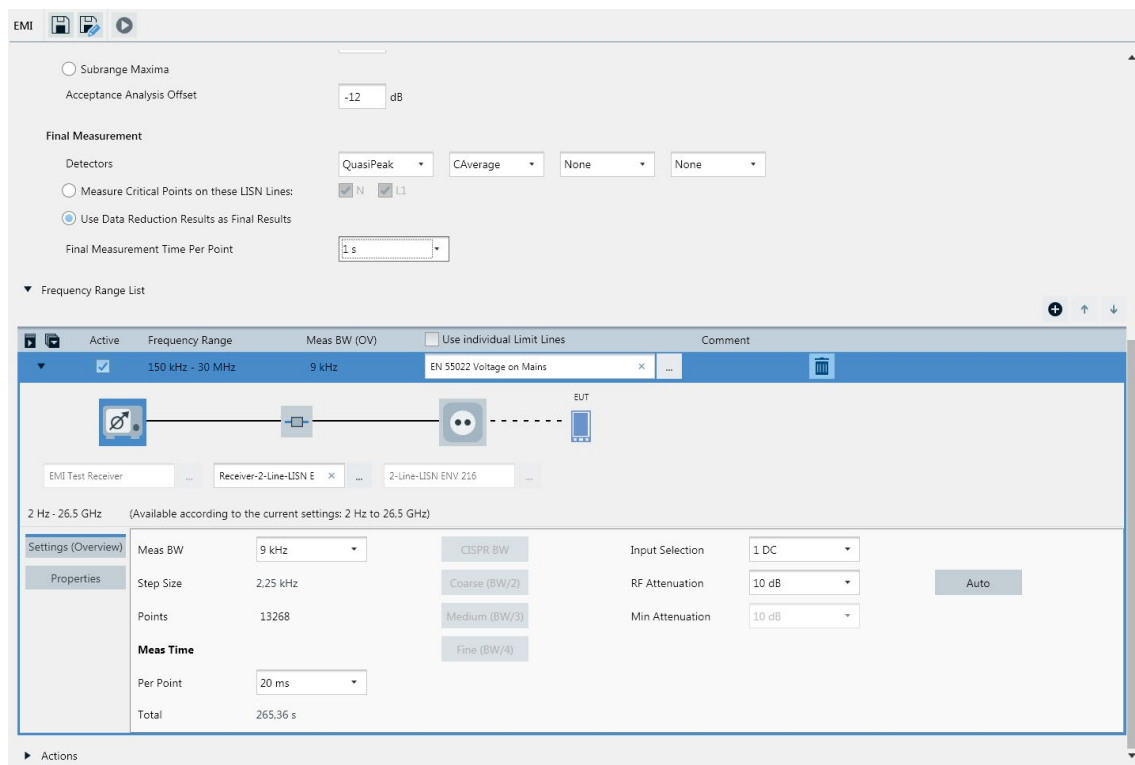 EMI
Subrange Maxima
Acceptance Analysis Offset -12 dB
Final Measurement
Detectors QuasiPeak CAverage None None
Measure Critical Points on these LISN Lines: N L1
Use Data Reduction Results as Final Results
Final Measurement Time Per Point 1 s
Frequency Range List
Active Frequency Range Meas BW (OV) Use individual Limit Lines Comment
150 kHz - 30 MHz 9 kHz EN 55022 Voltage on Mains × ...
EUT
EMI Test Receiver ... Receiver-2-Line-LISN E × ... 2-Line-LISN ENV 216 ...
2 Hz - 26.5 GHz (Available according to the current settings: 2 Hz to 26.5 GHz)
Settings (Overview) Meas BW 9 kHz CISPR BW Input Selection 1 DC
Properties Step Size 2,25 kHz Coarse (BW/2) RF Attenuation 10 dB Auto
Points 13268 Medium (BW/3) Min Attenuation 10 dB
Meas Time Fine (BW/4)
Per Point 20 ms
Total 265,36 s
Actions